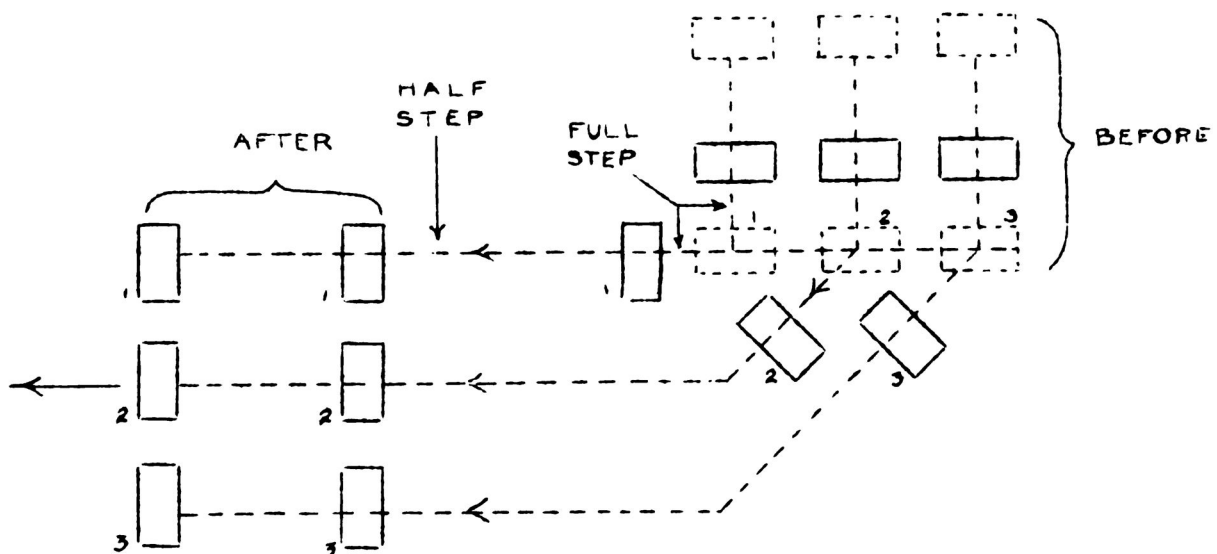 HALF
STEP
AFTER
FULL
STEP
BEFORE
1 2 3
1 1 1
2 3
2 2
3 3